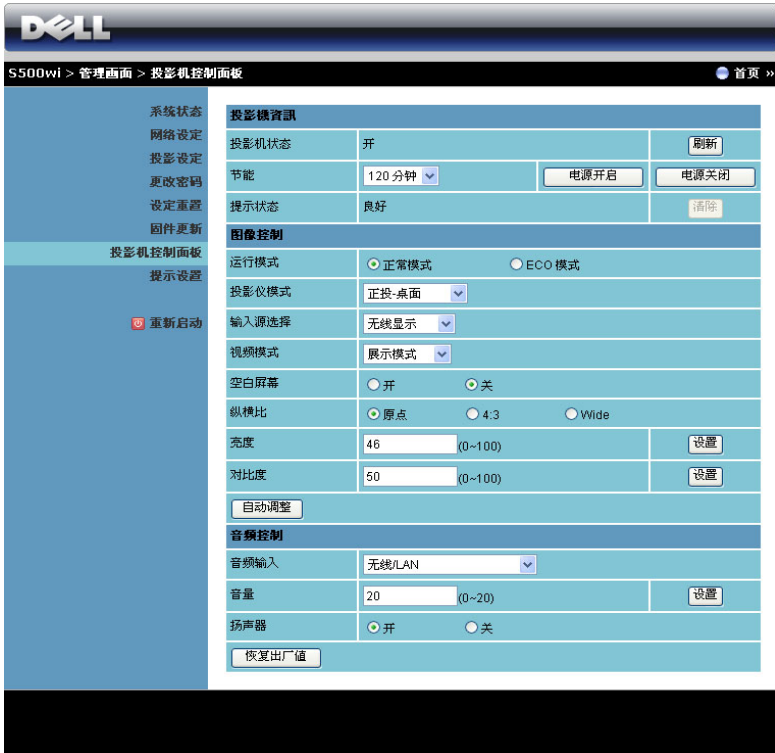 DELL
S500wi > 管理画面 > 投影机控制面板 首页 »
系统状态
网络设定
投影设定
更改密码
设定重置
固件更新
投影机控制面板
提示设置
重新启动
投影機資訊
投影机状态 开 刷新
节能 120 分钟 电源开启 电源关闭
提示状态 良好 清除
图像控制
运行模式 正常模式 ECO 模式
投影仪模式 正投-桌面
输入源选择 无线显示
视频模式 展示模式
空白屏幕 开 关
纵横比 原点 4:3 Wide
亮度 46 (0~100) 设置
对比度 50 (0~100) 设置
自动调整
音频控制
音频输入 无线/LAN
音量 20 (0~20) 设置
扬声器 开 关
恢复出厂值